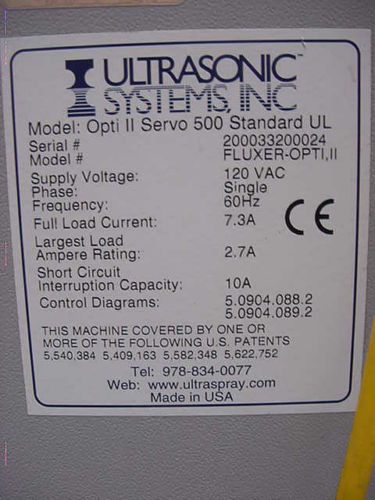 ULTRASONIC
SYSTEMS, INC
Model: Opti II Servo 500 Standard UL
Serial # 200033200024
Model # FLUXER-OPTI,II
Supply Voltage: 120 VAC
Phase: Single
Frequency: 60Hz
Full Load Current: 7.3A
CE
Largest Load
Ampere Rating: 2.7A
Short Circuit
Interruption Capacity: 10A
Control Diagrams: 5.0904.088.2
5.0904.089.2
THIS MACHINE COVERED BY ONE OR
MORE OF THE FOLLOWING U.S. PATENTS
5,540,384 5,409,163 5,582,348 5,622,752
Tel: 978-834-0077
Web: www.ultraspray.com
Made in USA